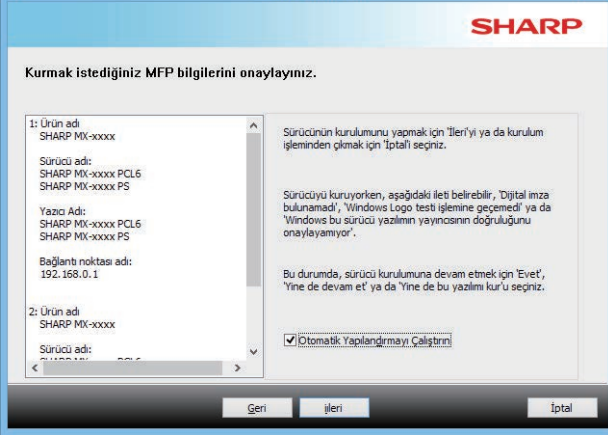 SHARP
Kurmak istediğiniz MFP bilgilerini onaylayınız.
1: Ürün adı
SHARP MX-xxxx
Sürücü adı:
SHARP MX-xxxx PCL6
SHARP MX-xxxx PS
Yazıcı Adı:
SHARP MX-xxxx PCL6
SHARP MX-xxxx PS
Bağlantı noktası adı:
192.168.0.1
2: Ürün adı
SHARP MX-xxxx
Sürücü adı:
Sürücünün kurulumunu yapmak için 'İleri'yi ya da kurulum
işleminden çıkmak için 'İptal'i seçiniz.
Sürücüyü kuruyorken, aşağıdaki ileti belirebilir, 'Dijital imza
bulunamadı', 'Windows Logo testi işlemine geçemedi' ya da
'Windows bu sürücü yazılımın yayıncısının doğruluğunu
onaylayamıyor'.
Bu durumda, sürücü kurulumuna devam etmek için 'Evet',
'Yine de devam et' ya da 'Yine de bu yazılımı kur'u seçiniz.
Otomatik Yapılandırmayı Çalıştırın
Geri
iileri
İptal